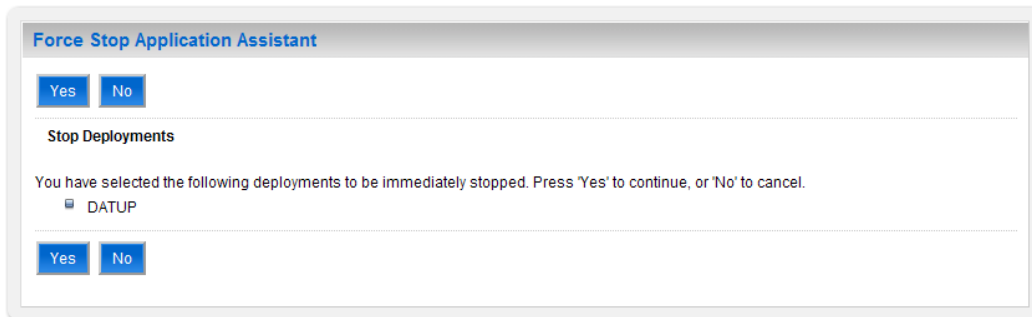 Force Stop Application Assistant
Yes No
Stop Deployments
You have selected the following deployments to be immediately stopped. Press 'Yes' to continue, or 'No' to cancel.
DATUP
Yes No